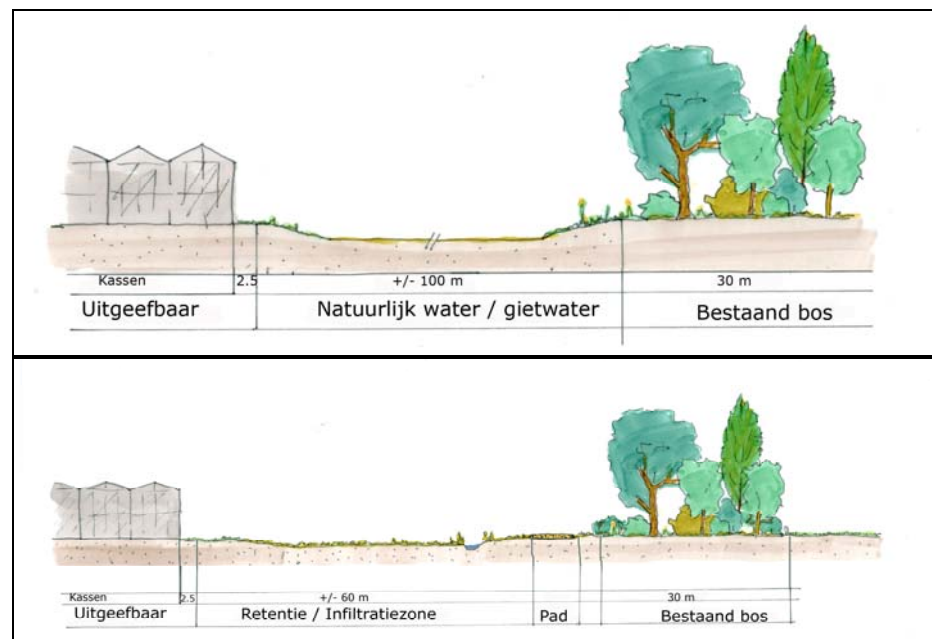 Kassen 2.5 +/- 100 m 30 m
Uitgeefbaar Natuurlijk water / gietwater Bestaand bos
Kassen 2.5 +/- 60 m 30 m
Uitgeefbaar Retentie / Infiltratiezone Pad Bestaand bos